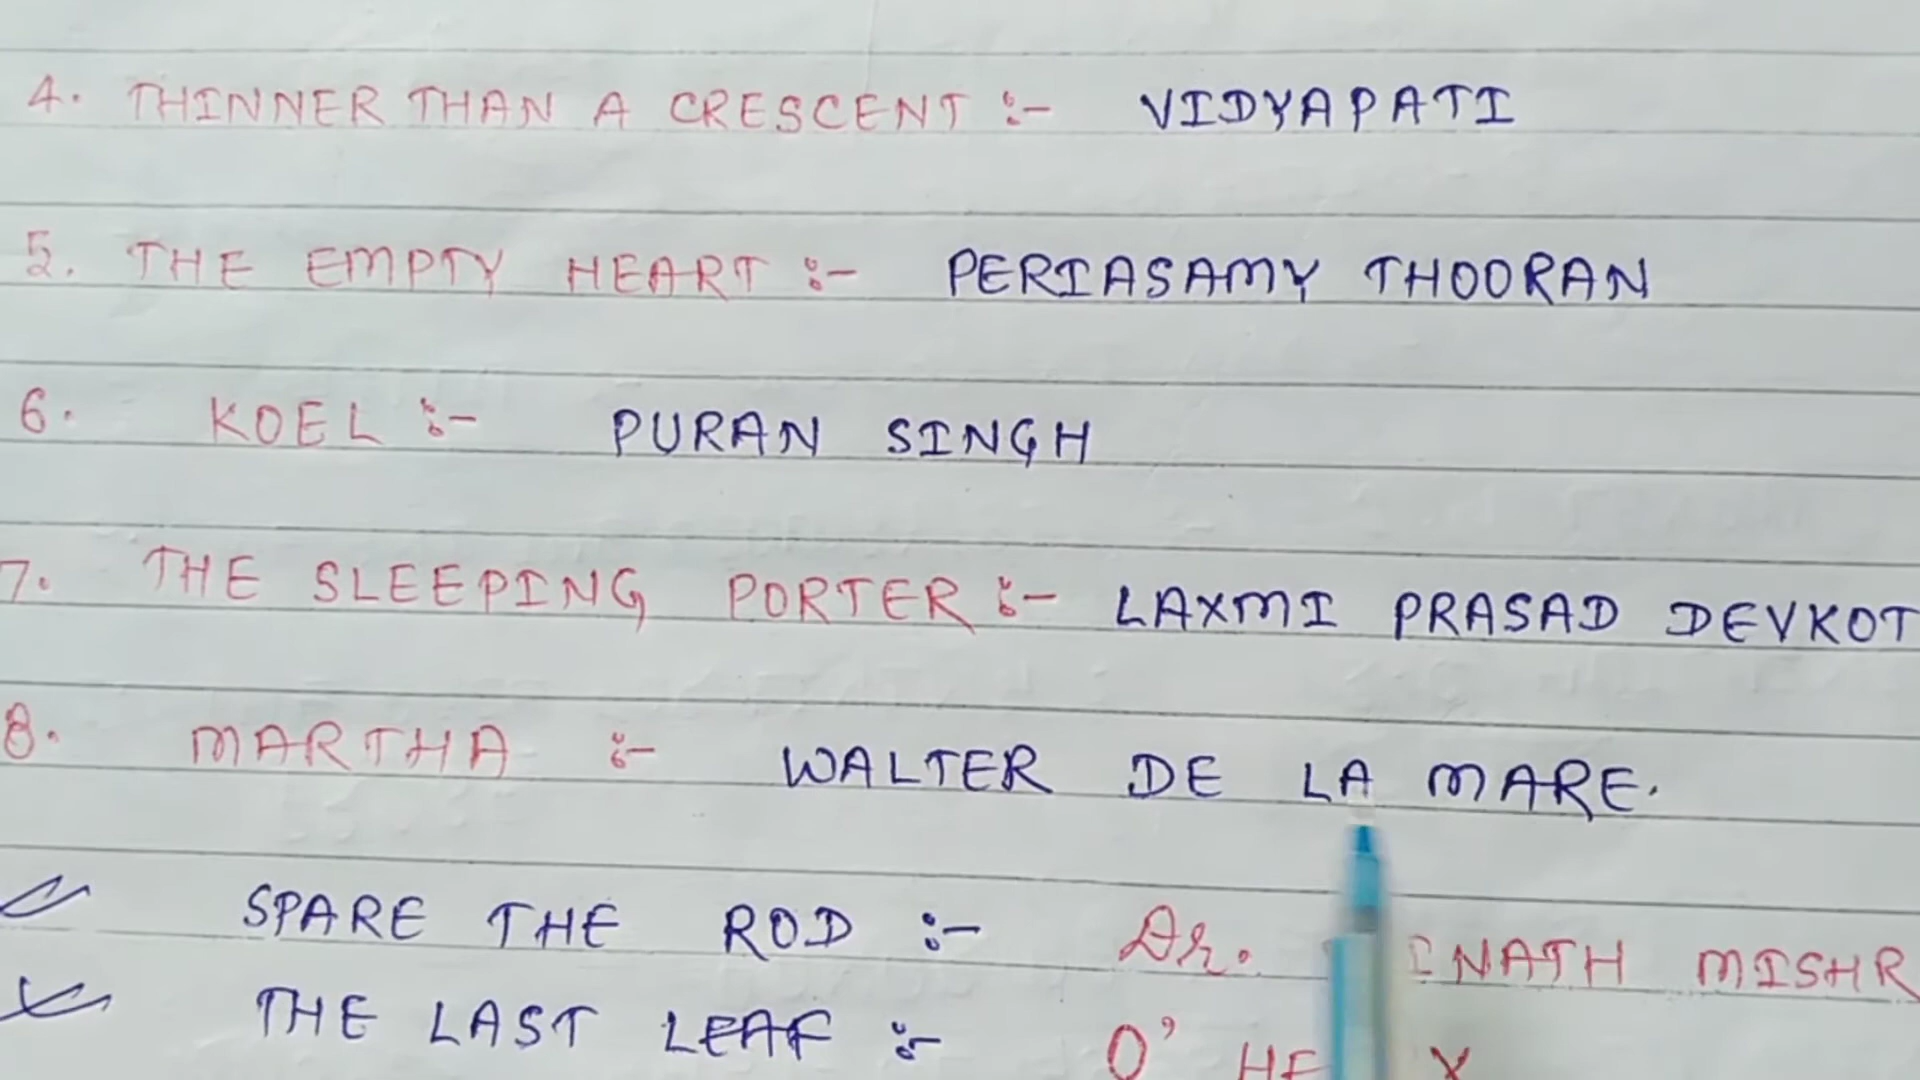 4. THINNER THAN A CRESCENT :- VIDYAPATI
5. THE EMPTY HEART :- PERIASAMY THOORAN
6. KOEL :- PURAN SINGH
7. THE SLEEPING PORTER :- LAXMI PRASAD DEVKOT
8. MARTHA :- WALTER DE LA MARE.
SPARE THE ROD :- Dr. MISHR
THE LAST LEAF :- O'